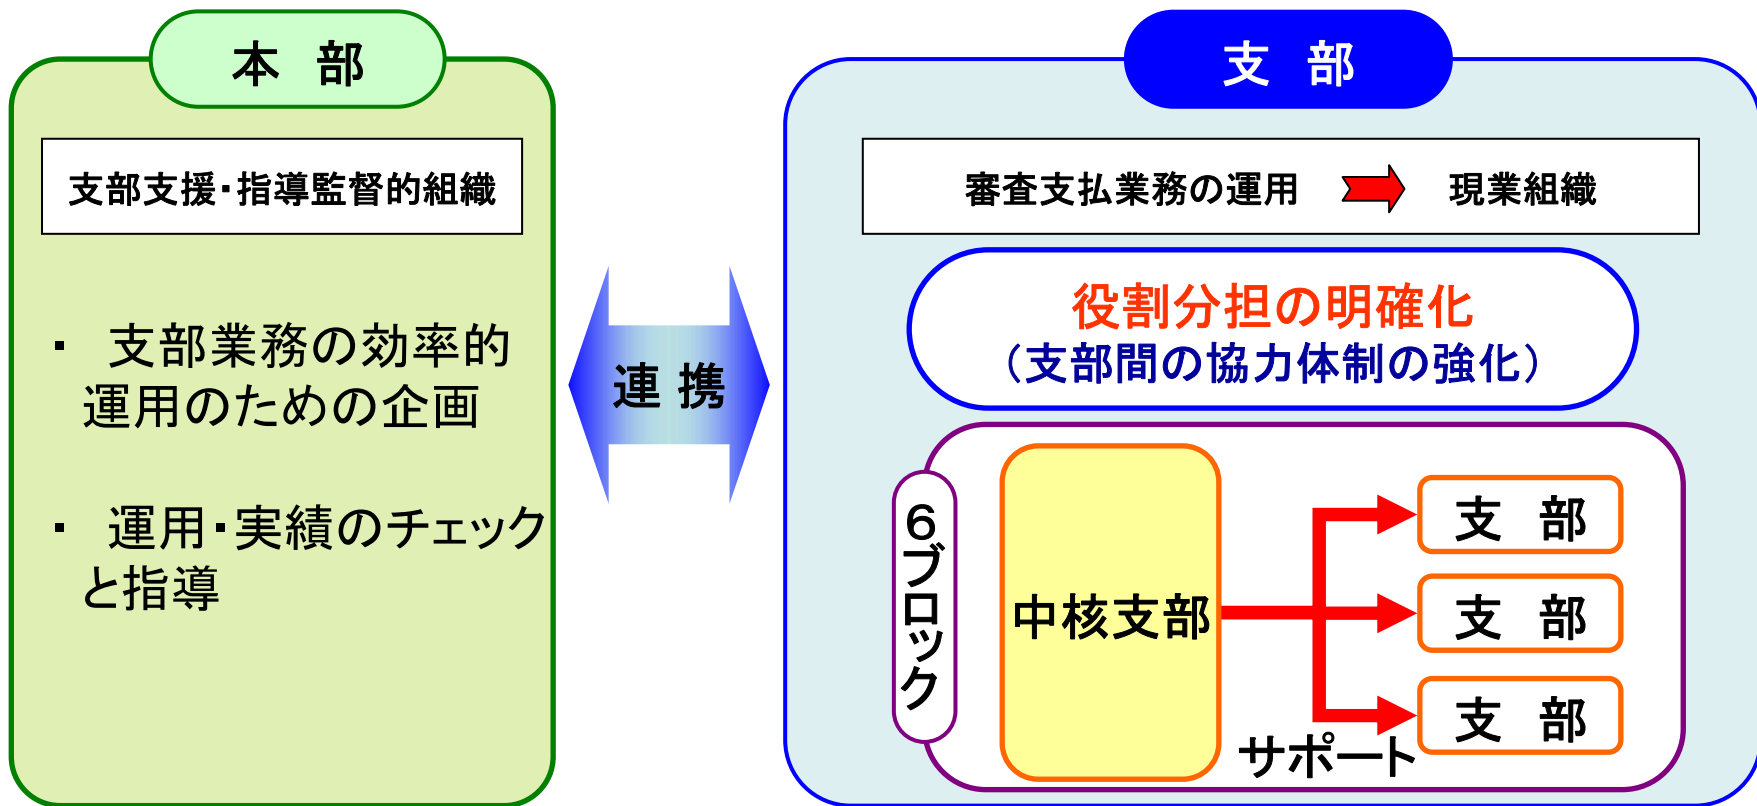 本　部
支部支援・指導監督的組織
・　支部業務の効率的
運用のための企画
・　運用・実績のチェック
と指導
連 携
支　部
審査支払業務の運用　現業組織
役割分担の明確化
（支部間の協力体制の強化）
６ブロック
中核支部
支　部
支　部
支　部
サポート